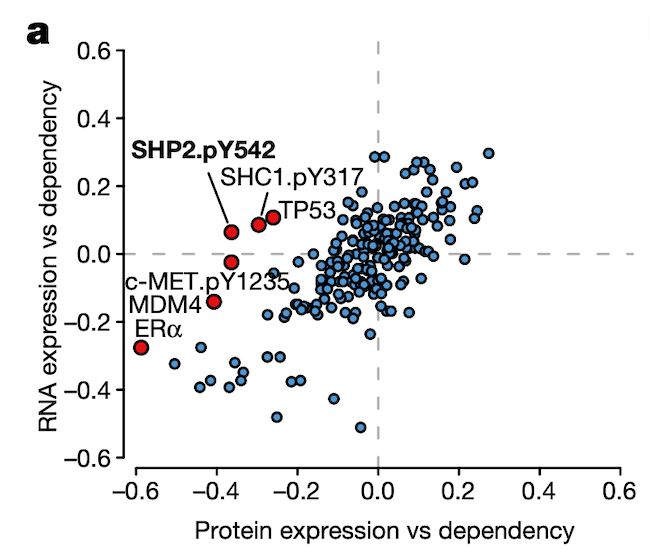 a
0.6
0.4
0.2
0.0
−0.2
−0.4
−0.6
RNA expression vs dependency
SHP2.pY542
SHC1.pY317
TP53
c-MET.pY1235
MDM4
ERα
−0.6 −0.4 −0.2 0.0 0.2 0.4 0.6
Protein expression vs dependency